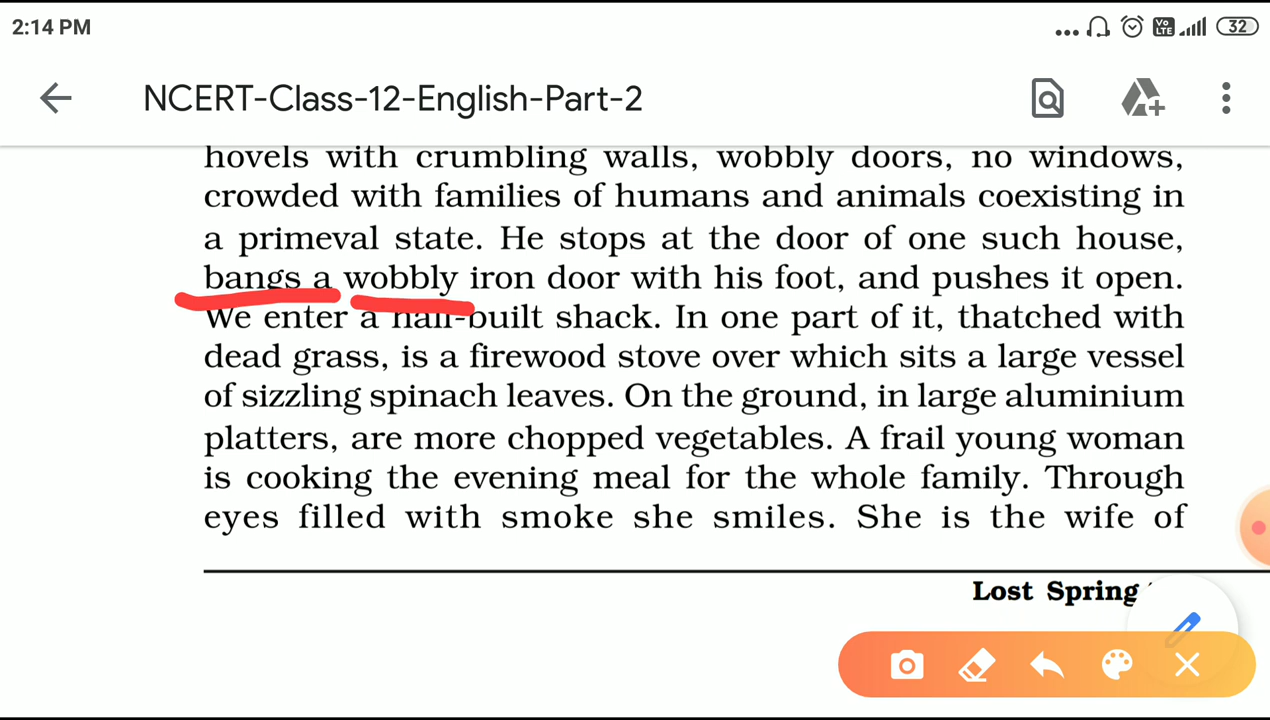 2:14 PM
Vo LTE 32
NCERT-Class-12-English-Part-2
hovels with crumbling walls, wobbly doors, no windows,
crowded with families of humans and animals coexisting in
a primeval state. He stops at the door of one such house,
bangs a wobbly iron door with his foot, and pushes it open.
We enter a half-built shack. In one part of it, thatched with
dead grass, is a firewood stove over which sits a large vessel
of sizzling spinach leaves. On the ground, in large aluminium
platters, are more chopped vegetables. A frail young woman
is cooking the evening meal for the whole family. Through
eyes filled with smoke she smiles. She is the wife of
Lost Spring